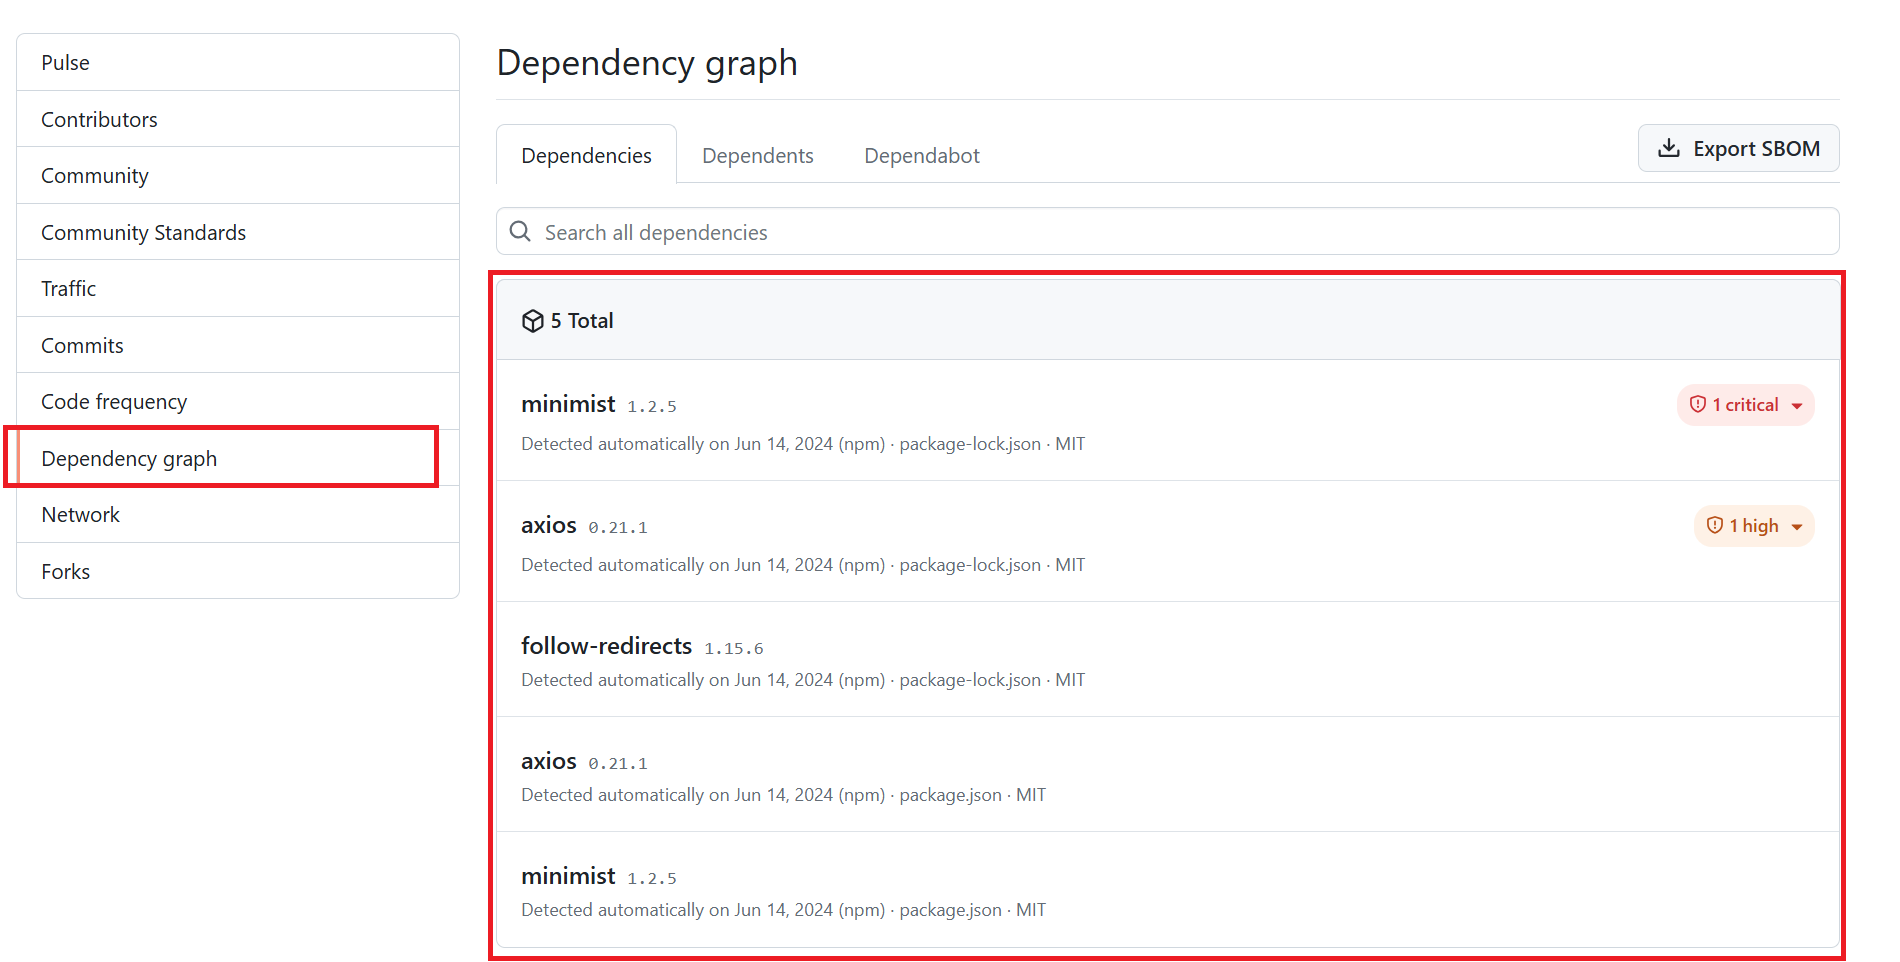 Pulse
Contributors
Community
Community Standards
Traffic
Commits
Code frequency
Dependency graph
Network
Forks
Dependency graph
Dependencies
Dependents
Dependabot
Export SBOM
Search all dependencies
5 Total
minimist 1.2.5
1 critical
Detected automatically on Jun 14, 2024 (npm) · package-lock.json · MIT
axios 0.21.1
1 high
Detected automatically on Jun 14, 2024 (npm) · package-lock.json · MIT
follow-redirects 1.15.6
Detected automatically on Jun 14, 2024 (npm) · package-lock.json · MIT
axios 0.21.1
Detected automatically on Jun 14, 2024 (npm) · package.json · MIT
minimist 1.2.5
Detected automatically on Jun 14, 2024 (npm) · package.json · MIT